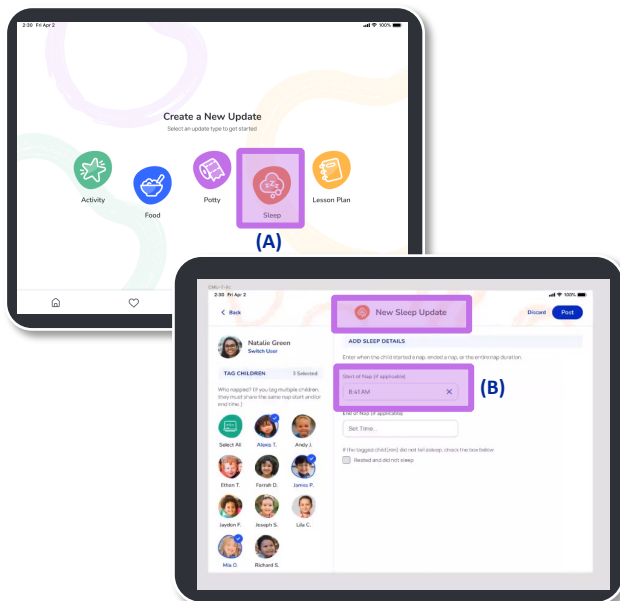 2:30 Fri Apr 2
100%
Create a New Update
Select an update type to get started
Activity
Food
Potty
Sleep
Lesson Plan
(A)
2:30 Fri Apr 2
100%
Back
New Sleep Update
Discard
Post
Natalie Green
Switch User
TAG CHILDREN
3 Selected
Who napped? (If you tag multiple children,
they must share the same nap start and/or
end time.)
Select All
Alexis T.
Andy J.
Ethan T.
Farrah D.
James P.
Jaydon F.
Joseph S.
Lila C.
Mia O.
Richard S.
ADD SLEEP DETAILS
Enter when the child started a nap, ended a nap, or the entire nap duration.
Start of Nap (if applicable)
8:41 AM
(B)
End of Nap (if applicable)
Set Time...
If the tagged child(ren) did not fall asleep, check the box below.
Rested and did not sleep